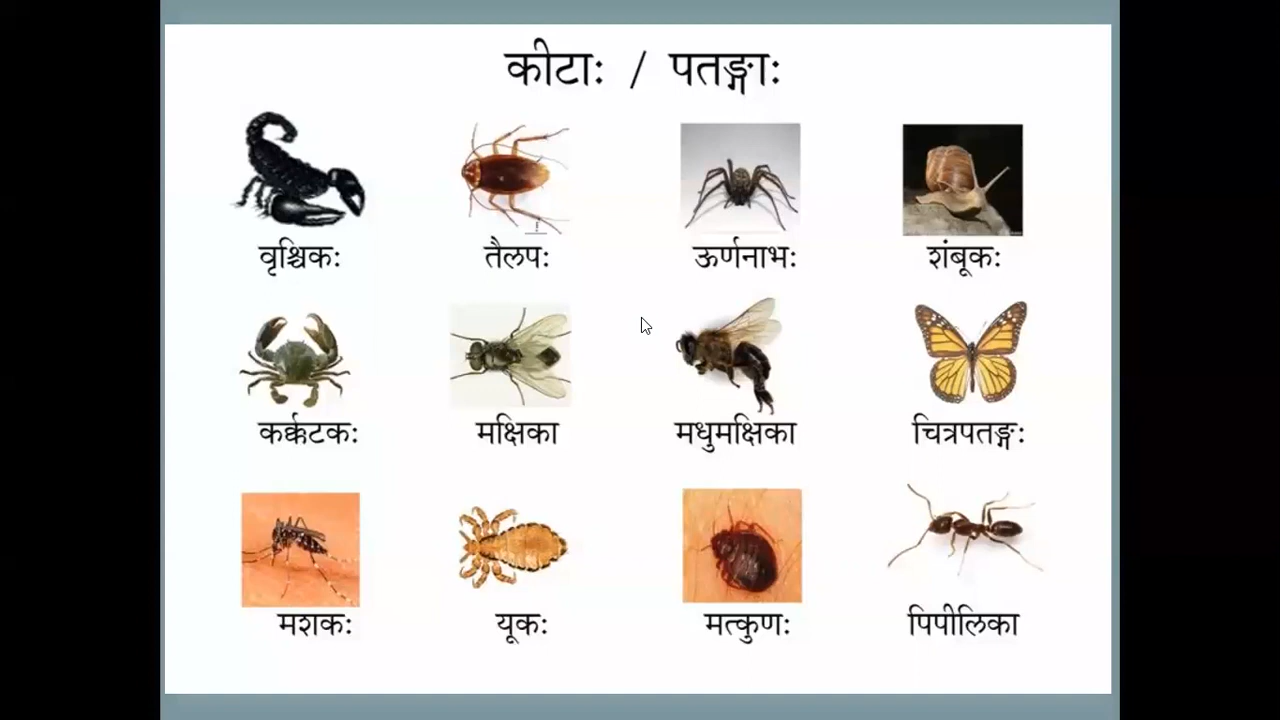 कीटाः / पतङ्गाः
वृश्चिकः तैलपः ऊर्णनाभः शंबूकः
कर्क्कटकः मक्षिका मधुमक्षिका चित्रपतङ्गः
मशकः यूकः मत्कुणः पिपीलिका